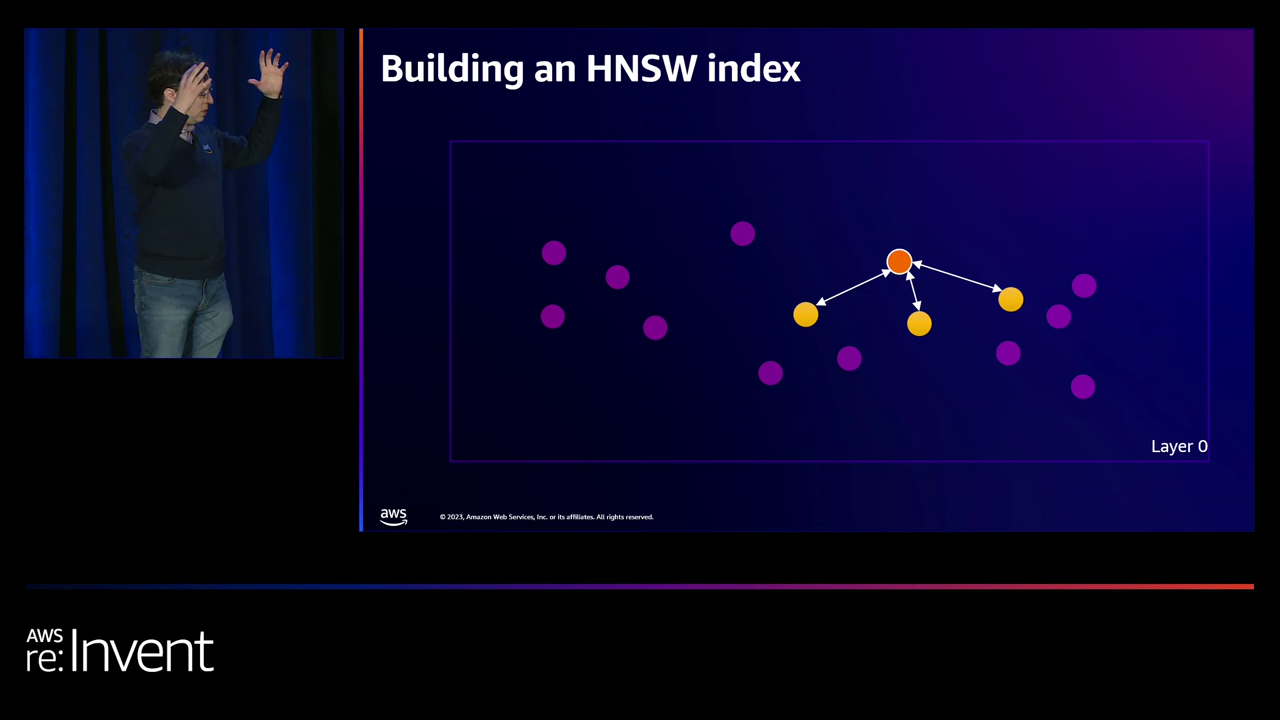 Building an HNSW index
Layer 0
aws
© 2023, Amazon Web Services, Inc. or its affiliates. All rights reserved.
AWS
re:Invent